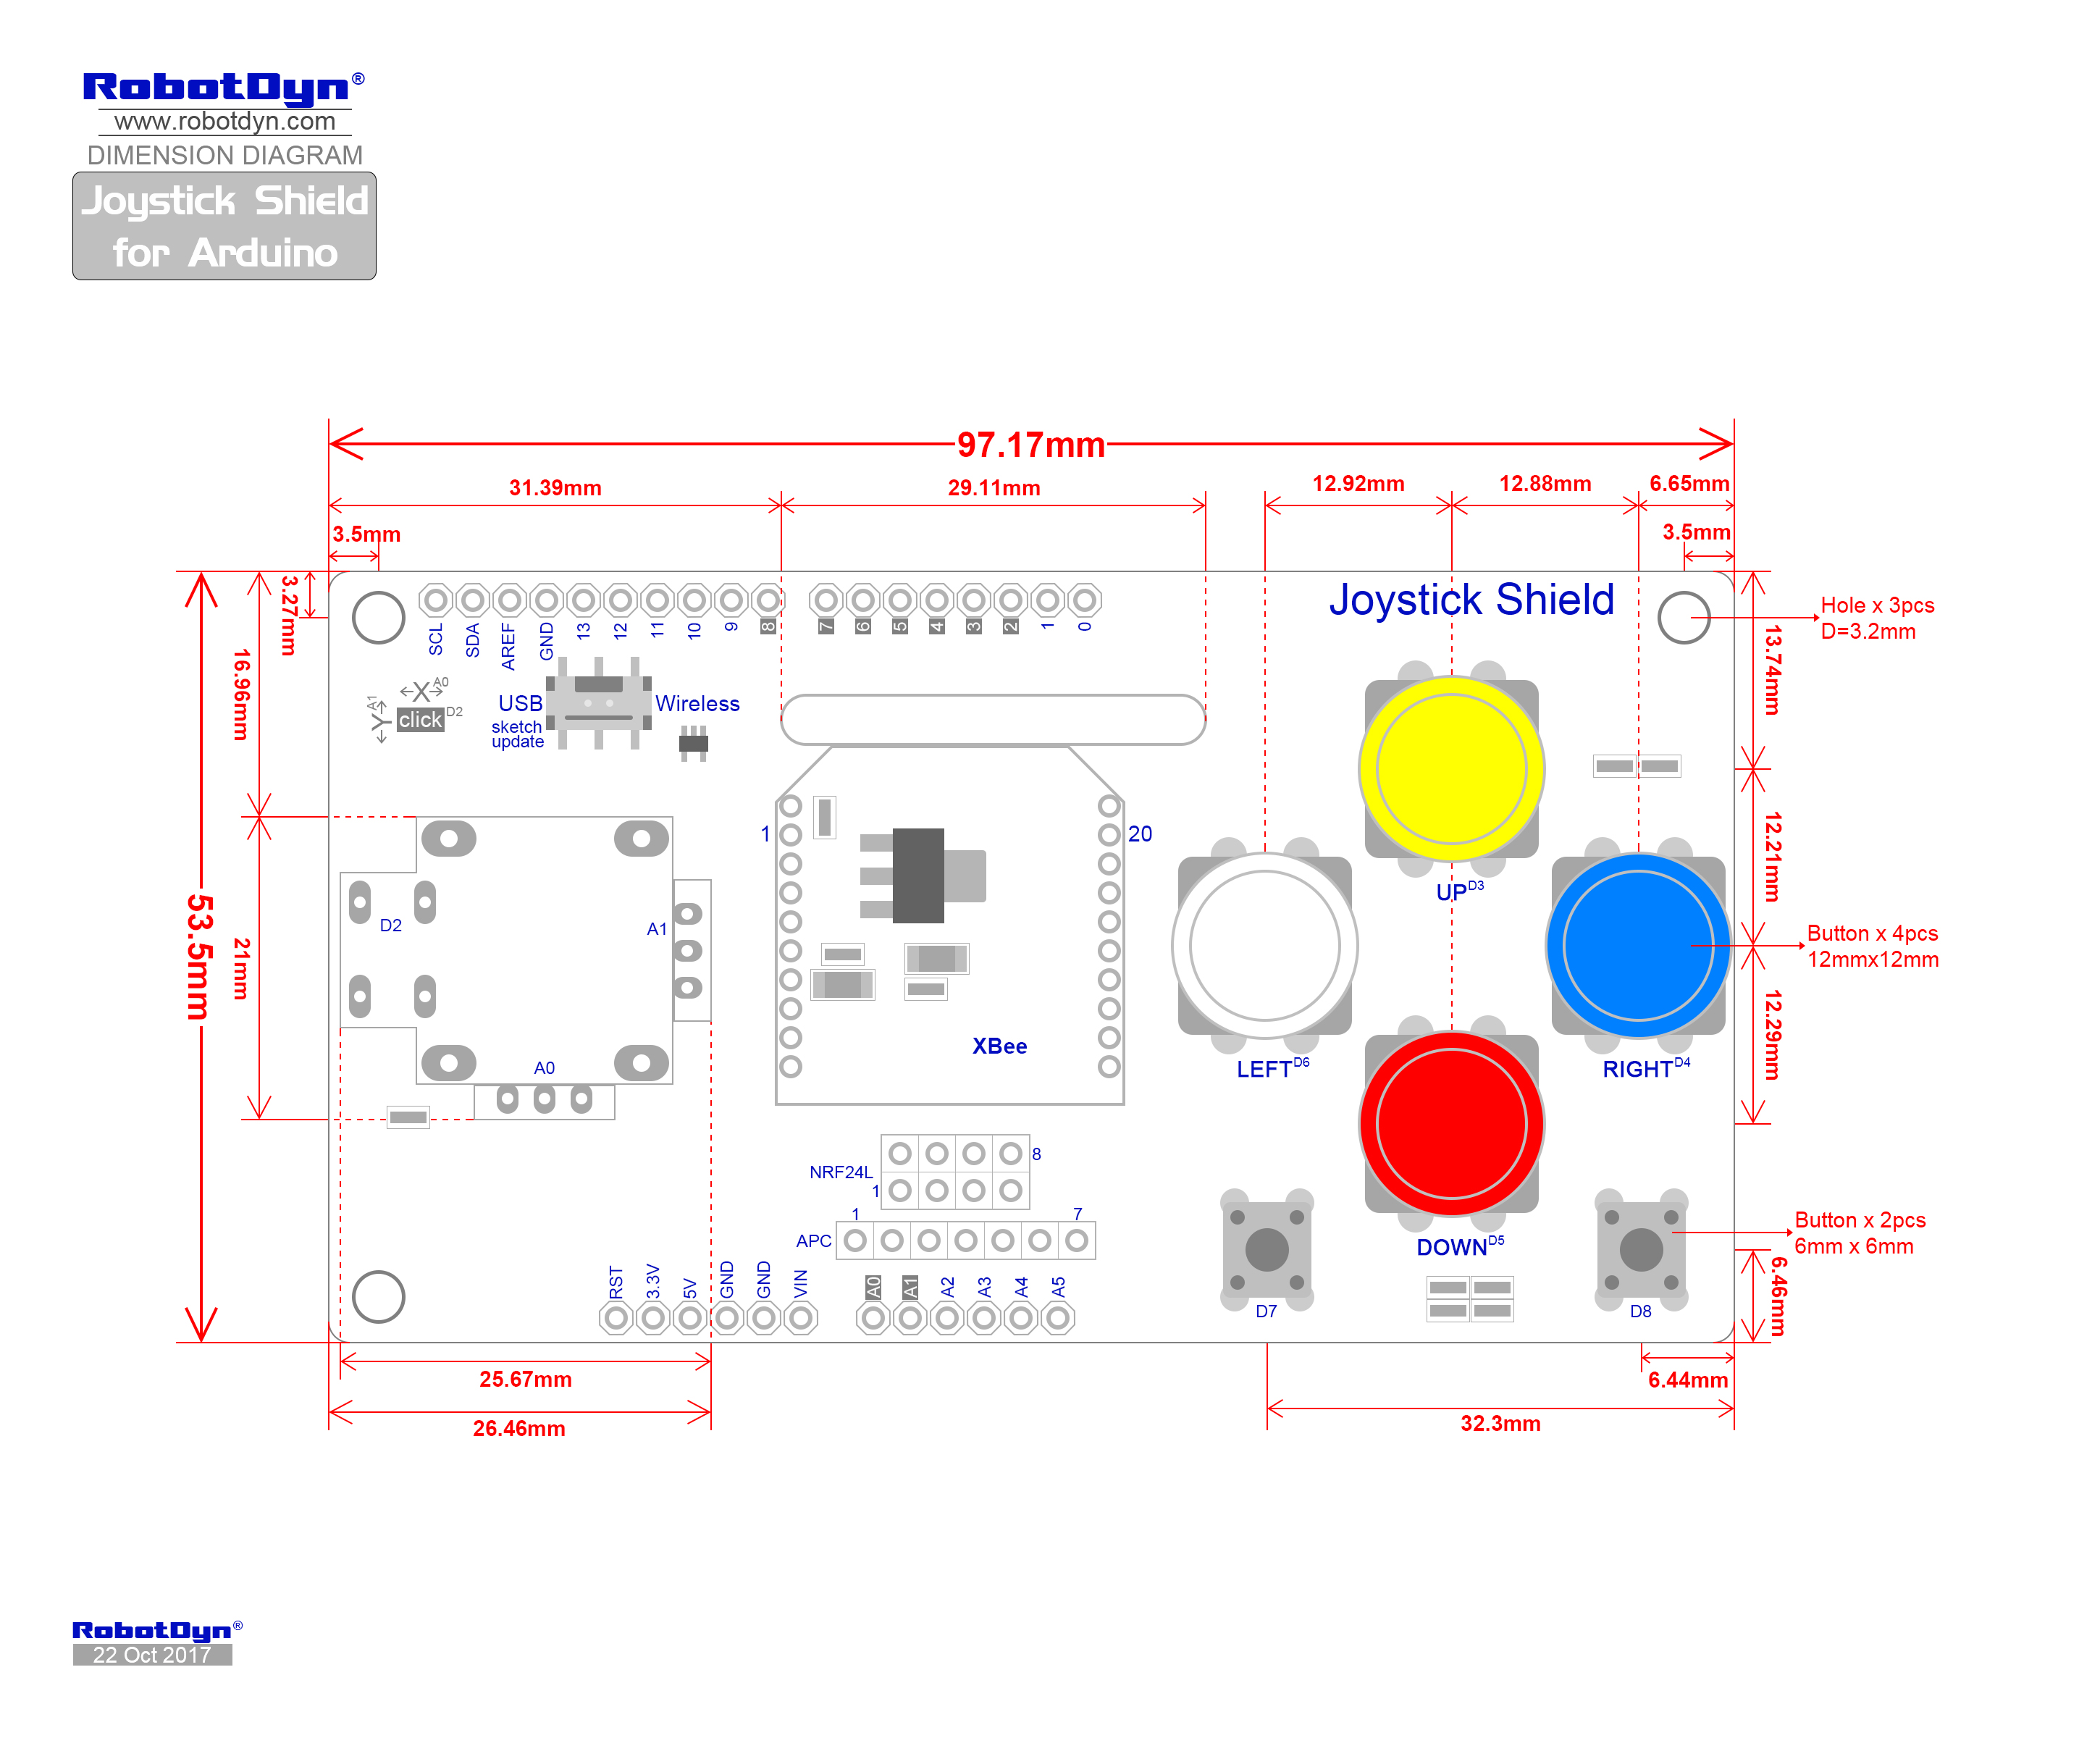 RobotDyn®
www.robotdyn.com
DIMENSION DIAGRAM
Joystick Shield
for Arduino
97.17mm
31.39mm
29.11mm
12.92mm
12.88mm
6.65mm
3.5mm
3.5mm
3.27mm
16.96mm
21mm
53.5mm
SCL
SDA
AREF
GND
13
12
11
10
9
8
7
6
5
4
3
2
1
0
Joystick Shield
Hole x 3pcs
D=3.2mm
13.74mm
12.21mm
12.29mm
6.46mm
X A0
Y A1
click D2
USB
sketch
update
Wireless
1
20
D2
A1
A0
XBee
UP D3
LEFT D6
RIGHT D4
DOWN D5
Button x 4pcs
12mmx12mm
Button x 2pcs
6mm x 6mm
NRF24L
8
1
1
7
APC
RST
3.3V
5V
GND
GND
VIN
A0
A1
A2
A3
A4
A5
D7
D8
25.67mm
26.46mm
6.44mm
32.3mm
RobotDyn®
22 Oct 2017